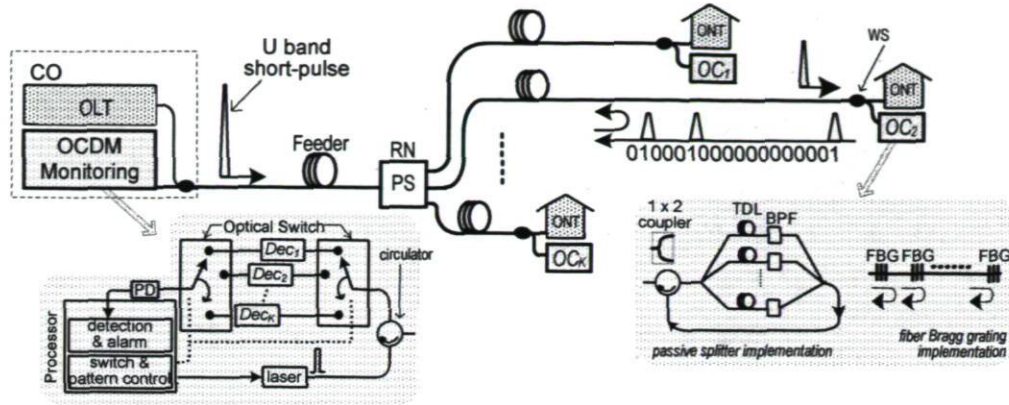 CO
OLT
OCDM
Monitoring
U band
short-pulse
Feeder
RN
PS
ONT
OC1
WS
ONT
OC2
010001000000000001
ONT
OCK
Optical Switch
circulator
Dec1
Dec2
DecK
PD
Processor
detection
& alarm
switch &
pattern control
laser
1 x 2
coupler
TDL
BPF
passive splitter implementation
FBG FBG FBG
fiber Bragg grating
implementation